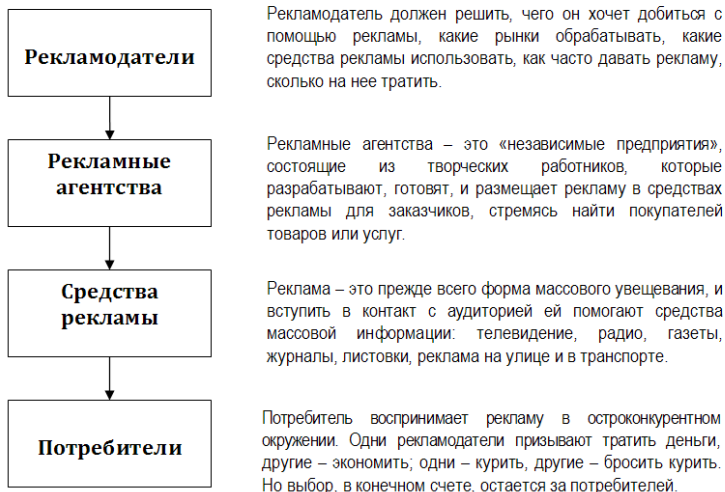 Рекламодатели
Рекламодатель должен решить, чего он хочет добиться с
помощью рекламы, какие рынки обрабатывать, какие
средства рекламы использовать, как часто давать рекламу,
сколько на нее тратить.
Рекламные
агентства
Рекламные агентства – это «независимые предприятия»,
состоящие из творческих работников, которые
разрабатывают, готовят, и размещает рекламу в средствах
рекламы для заказчиков, стремясь найти покупателей
товаров или услуг.
Средства
рекламы
Реклама – это прежде всего форма массового увещевания, и
вступить в контакт с аудиторией ей помогают средства
массовой информации: телевидение, радио, газеты,
журналы, листовки, реклама на улице и в транспорте.
Потребители
Потребитель воспринимает рекламу в остроконкурентном
окружении. Одни рекламодатели призывают тратить деньги,
другие – экономить; одни – курить, другие – бросить курить.
Но выбор, в конечном счете, остается за потребителей.